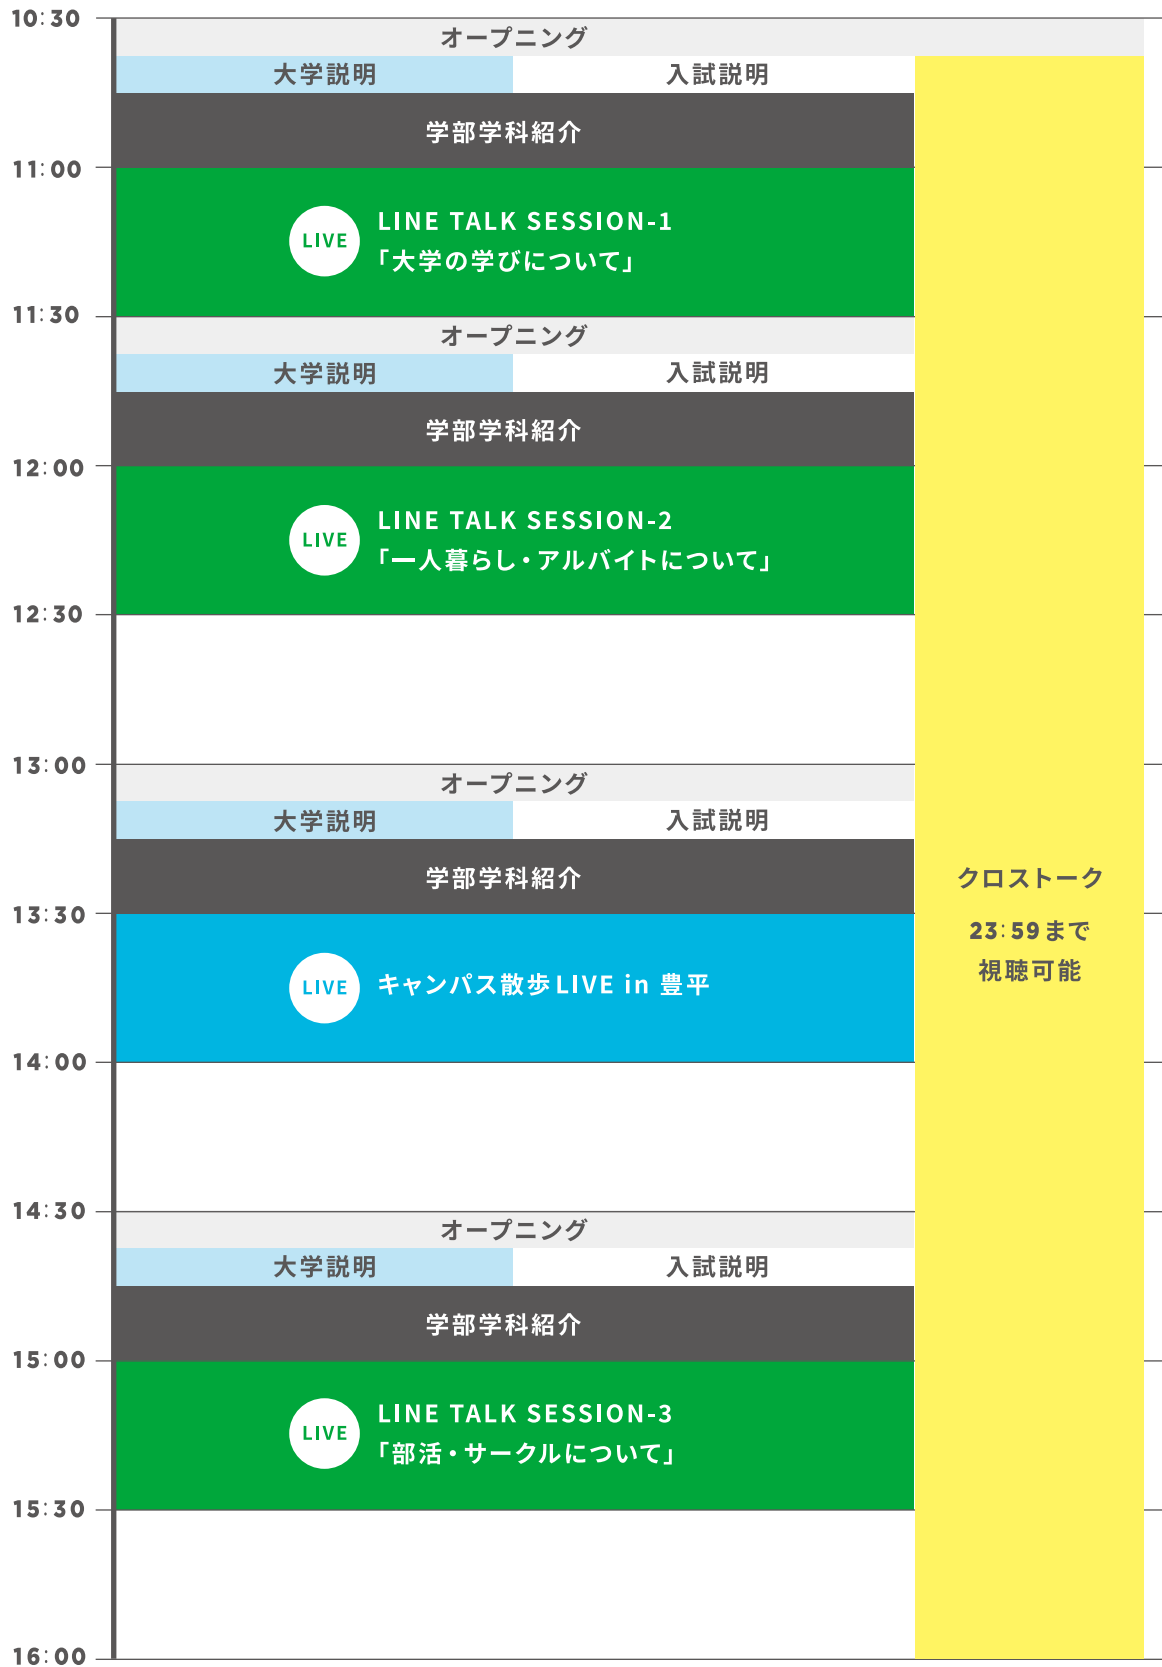 10:30
オープニング
大学説明
入試説明
学部学科紹介
11:00
LIVE
LINE TALK SESSION-1
「大学の学びについて」
11:30
オープニング
大学説明
入試説明
学部学科紹介
12:00
LIVE
LINE TALK SESSION-2
「一人暮らし・アルバイトについて」
12:30
13:00
オープニング
大学説明
入試説明
学部学科紹介
クロストーク
23:59まで
視聴可能
13:30
LIVE
キャンパス散歩LIVE in 豊平
14:00
14:30
オープニング
大学説明
入試説明
学部学科紹介
15:00
LIVE
LINE TALK SESSION-3
「部活・サークルについて」
15:30
16:00